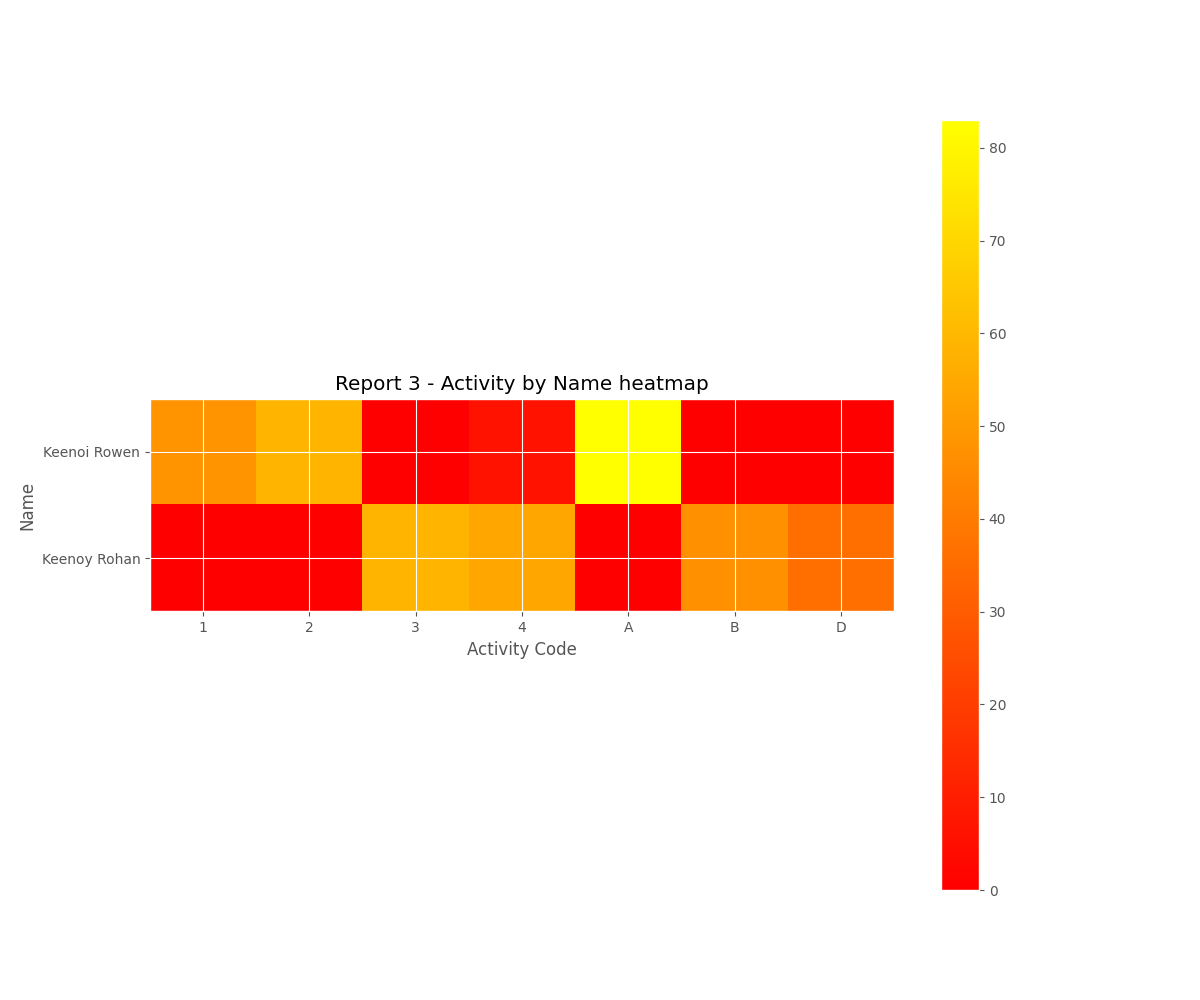 Report 3 - Activity by Name heatmap
Name
Keenoi Rowen
Keenoy Rohan
1 2 3 4 A B D
Activity Code
80
70
60
50
40
30
20
10
0